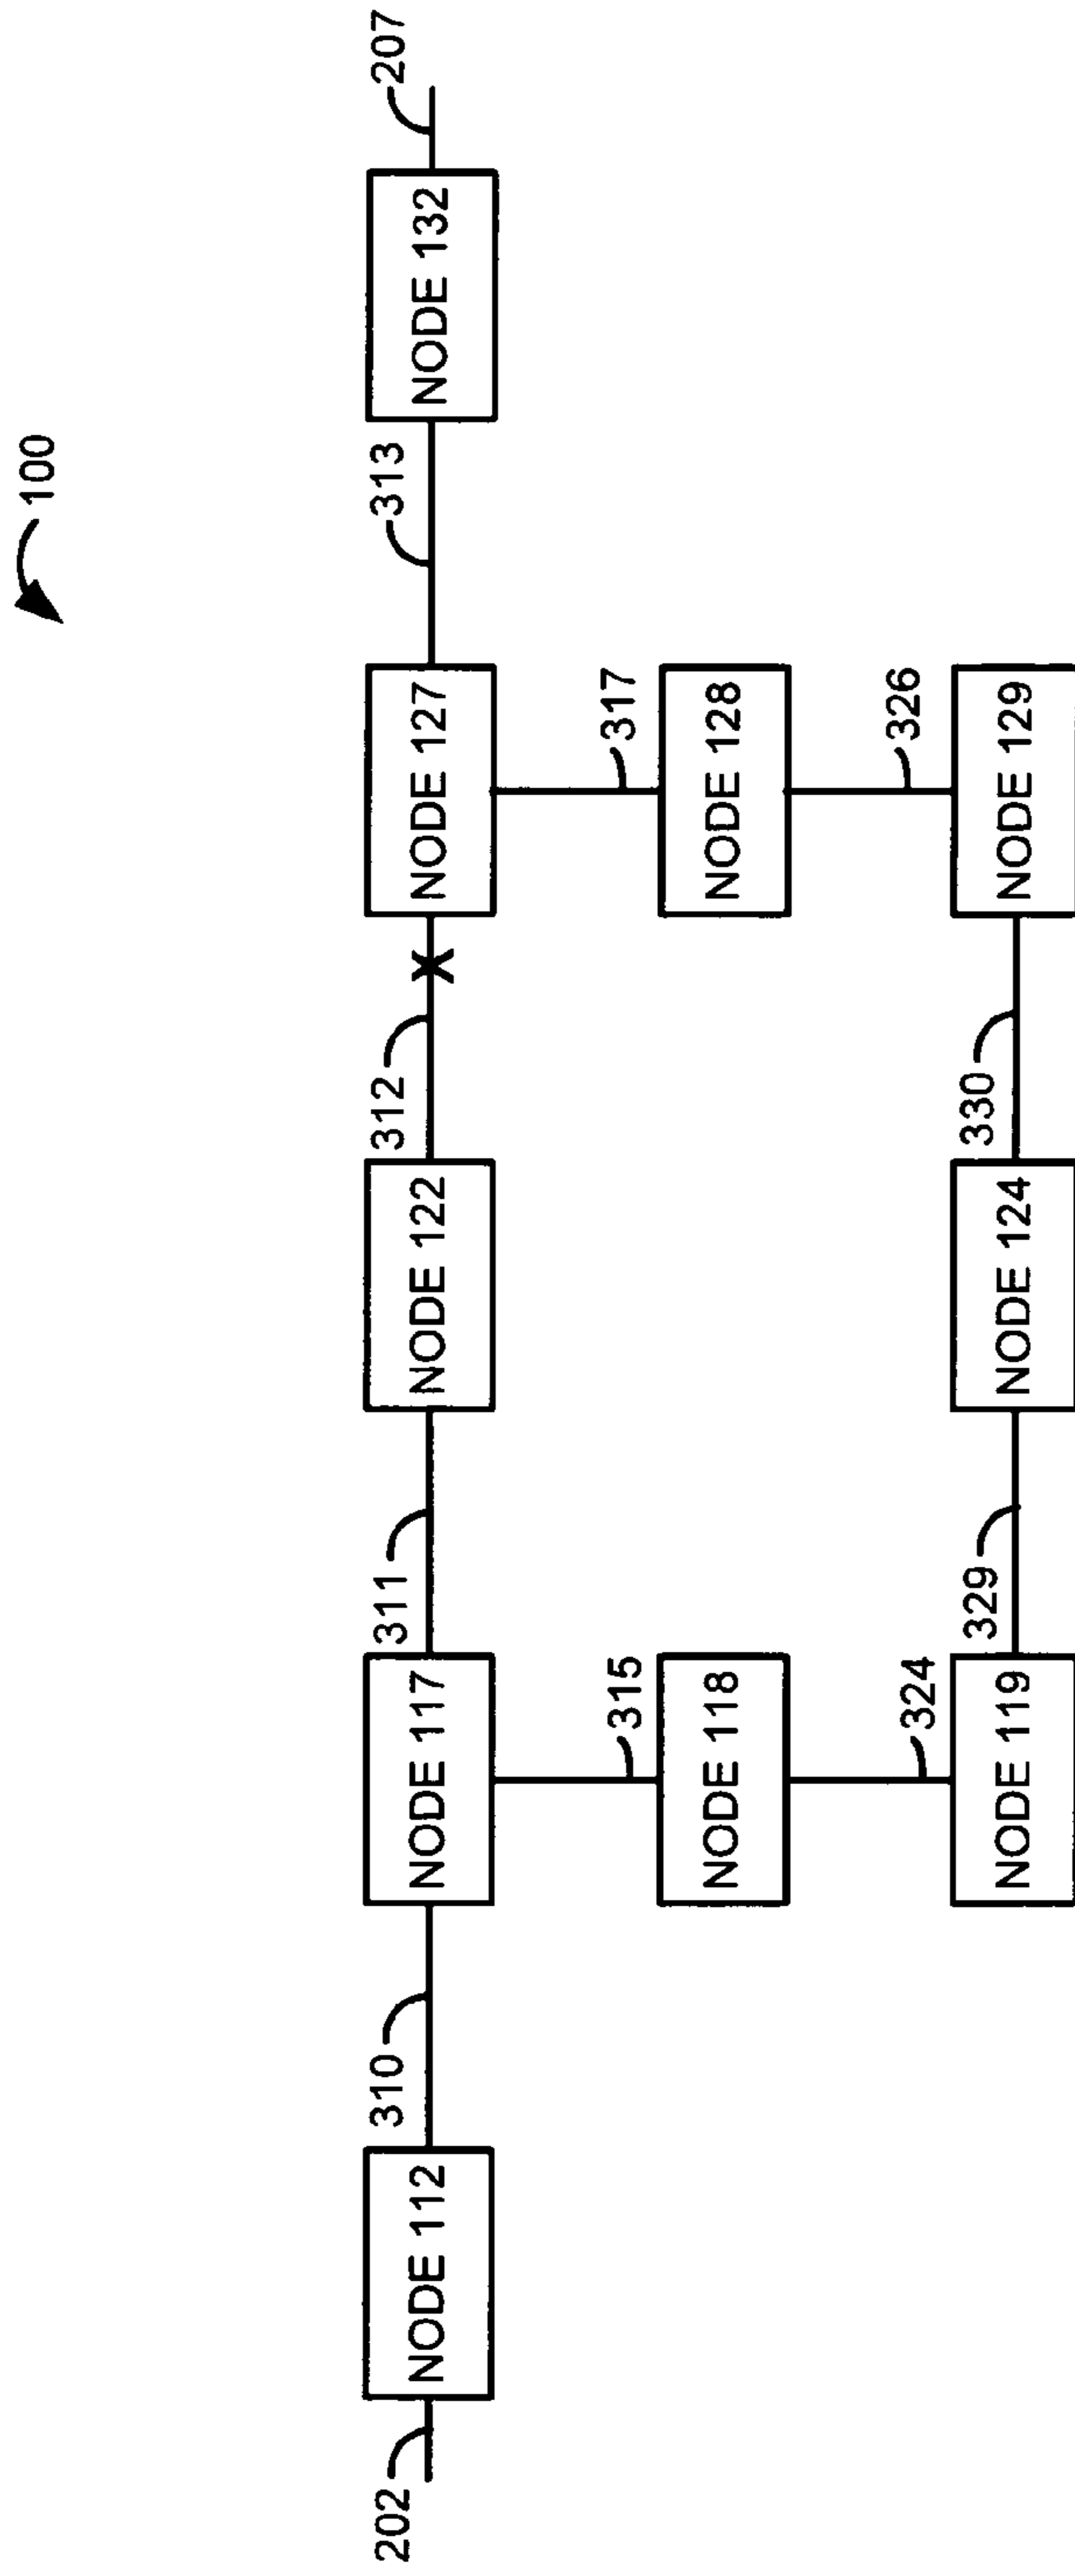 100
202
NODE 112
310
NODE 117
311
NODE 122
312
X
NODE 127
313
NODE 132
207
315
317
NODE 118
NODE 128
324
326
NODE 119
329
NODE 124
330
NODE 129